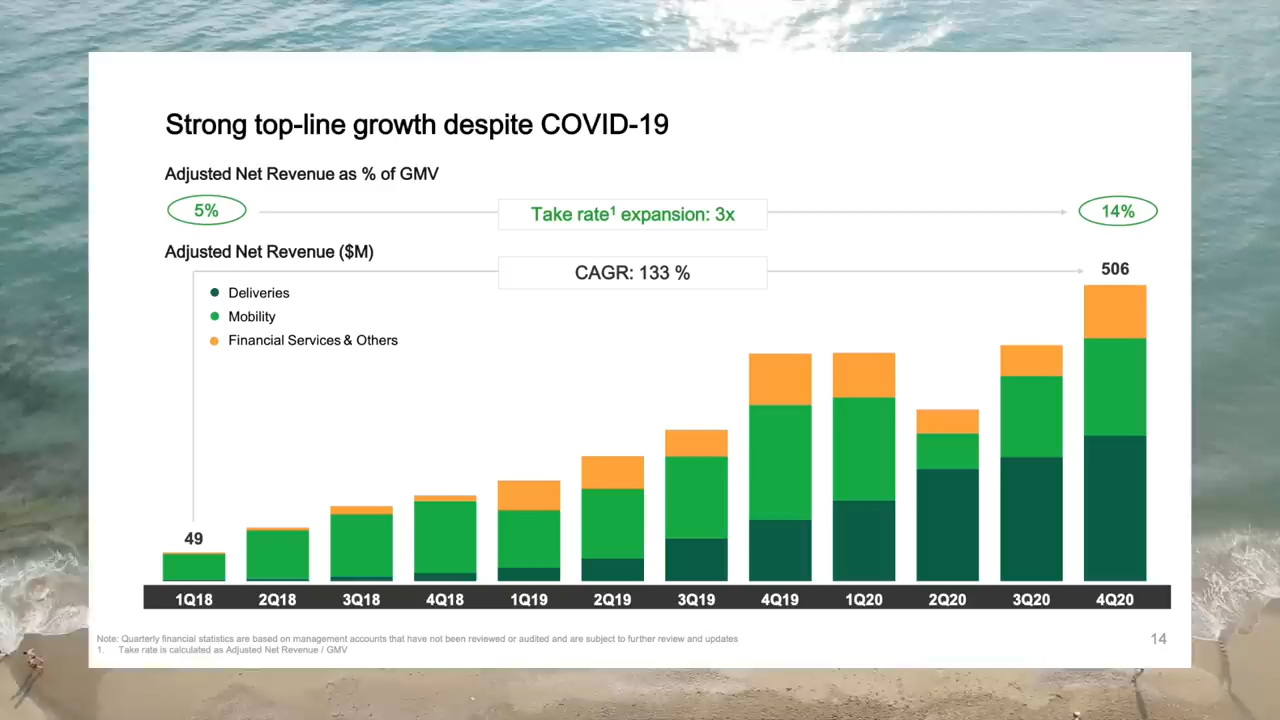 Strong top-line growth despite COVID-19
Adjusted Net Revenue as % of GMV
5%
Take rate¹ expansion: 3x
14%
Adjusted Net Revenue ($M)
CAGR: 133 %
506
Deliveries
Mobility
Financial Services & Others
49
1Q18 2Q18 3Q18 4Q18 1Q19 2Q19 3Q19 4Q19 1Q20 2Q20 3Q20 4Q20
Note: Quarterly financial statistics are based on management accounts that have not been reviewed or audited and are subject to further review and updates
1. Take rate is calculated as Adjusted Net Revenue / GMV
14